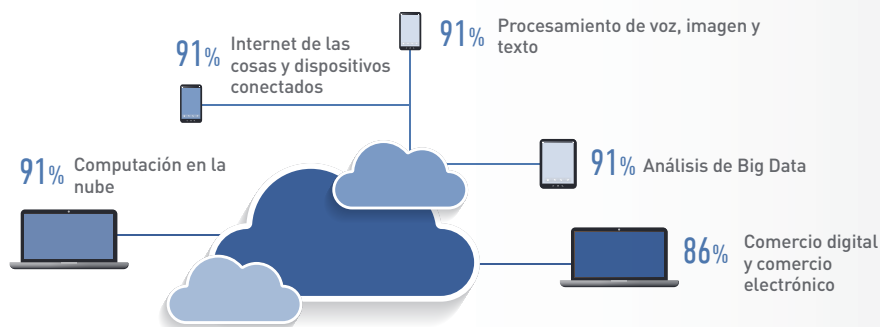 91% Internet de las
cosas y dispositivos
conectados
91% Procesamiento de voz, imagen y
texto
91% Computación en la
nube
91% Análisis de Big Data
86% Comercio digital
y comercio
electrónico